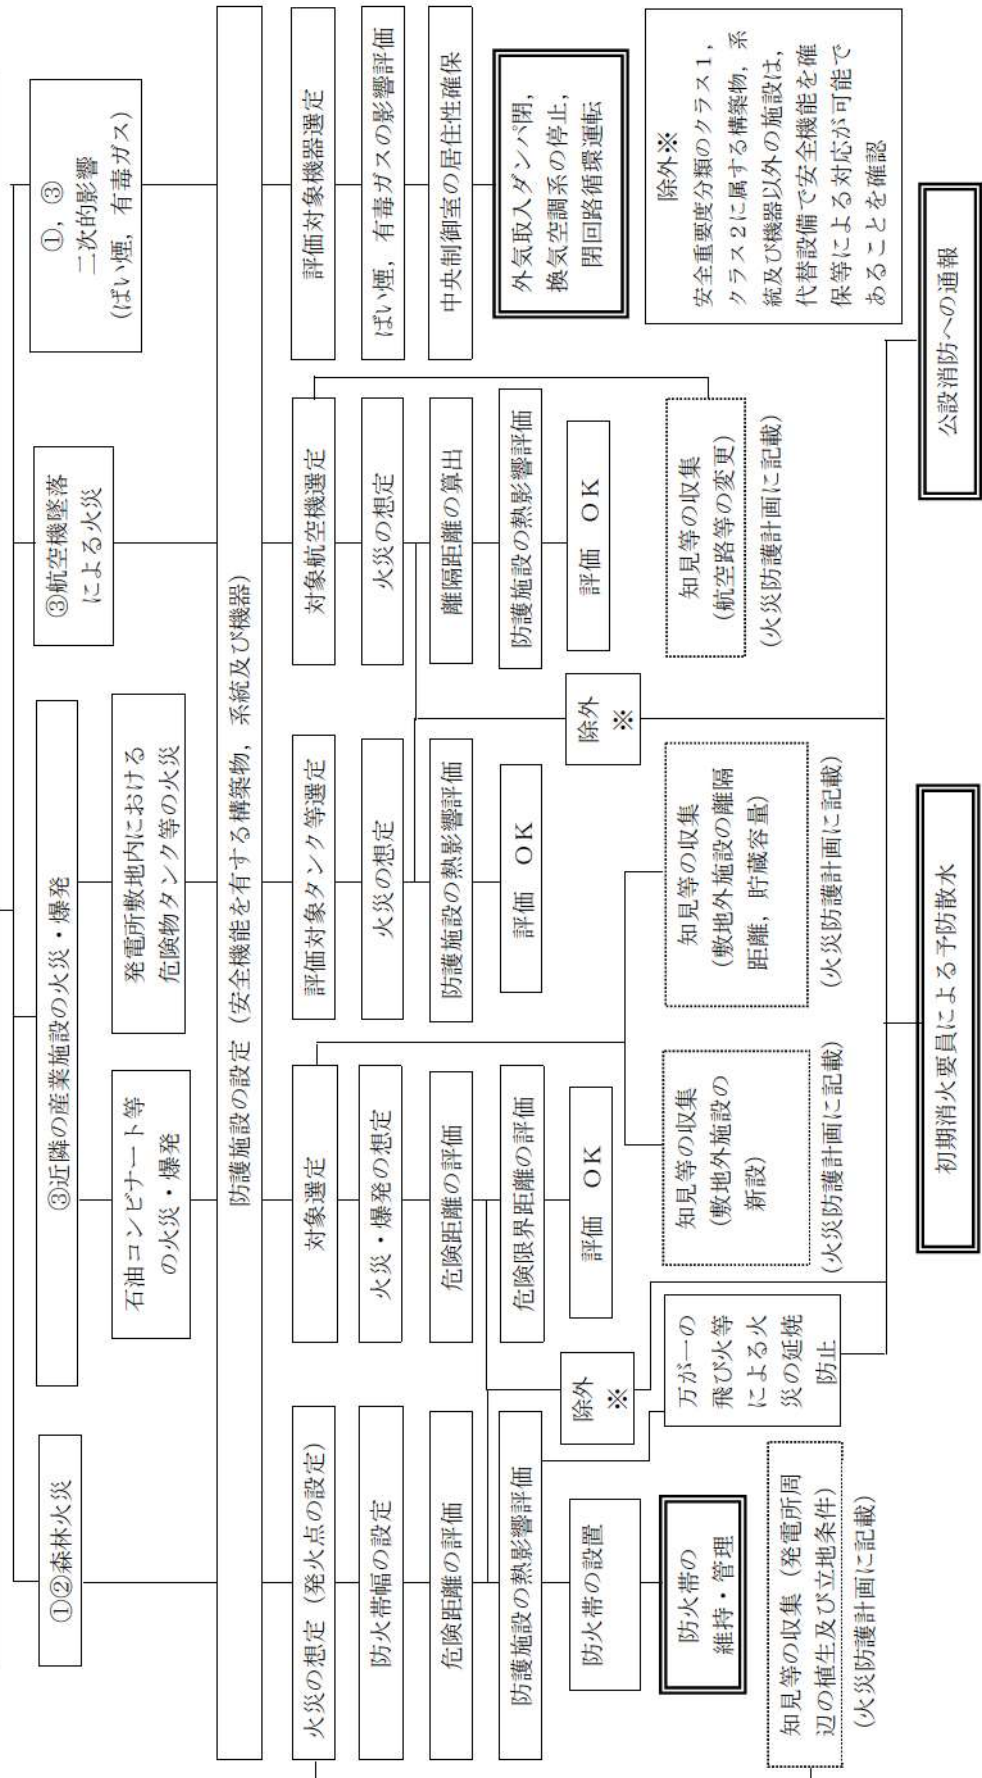 ①②森林火災
③近隣の産業施設の火災・爆発
石油コンビナート等
の火災・爆発
発電所敷地内における
危険物タンク等の火災
③航空機墜落
による火災
①，③
二次的影響
(ばい煙，有毒ガス)
防護施設の設定（安全機能を有する構築物，系統及び機器）
火災の想定（発火点の設定）
防火帯幅の設定
危険距離の評価
防護施設の熱影響評価
防火帯の設置
防火帯の
維持・管理
知見等の収集（発電所周
辺の植生及び立地条件）
(火災防護計画に記載)
対象選定
火災・爆発の想定
危険距離の評価
危険限界距離の評価
評価　OK
除外
※
万が一の
飛び火等
による火
災の延焼
防止
知見等の収集
(敷地外施設の
新設)
(火災防護計画に記載)
評価対象タンク等選定
火災の想定
防護施設の熱影響評価
評価　OK
知見等の収集
(敷地外施設の離隔
距離，貯蔵容量)
(火災防護計画に記載)
除外
※
対象航空機選定
火災の想定
離隔距離の算出
防護施設の熱影響評価
評価　OK
知見等の収集
(航空路等の変更)
(火災防護計画に記載)
評価対象機器選定
ばい煙，有毒ガスの影響評価
中央制御室の居住性確保
外気取入ダンパ閉，
換気空調系の停止，
閉回路循環運転
除外※
安全重要度分類のクラス1，
クラス2に属する構築物，系
統及び機器以外の施設は，
代替設備で安全機能を確
保等による対応が可能で
あることを確認
初期消火要員による予防散水
公設消防への通報